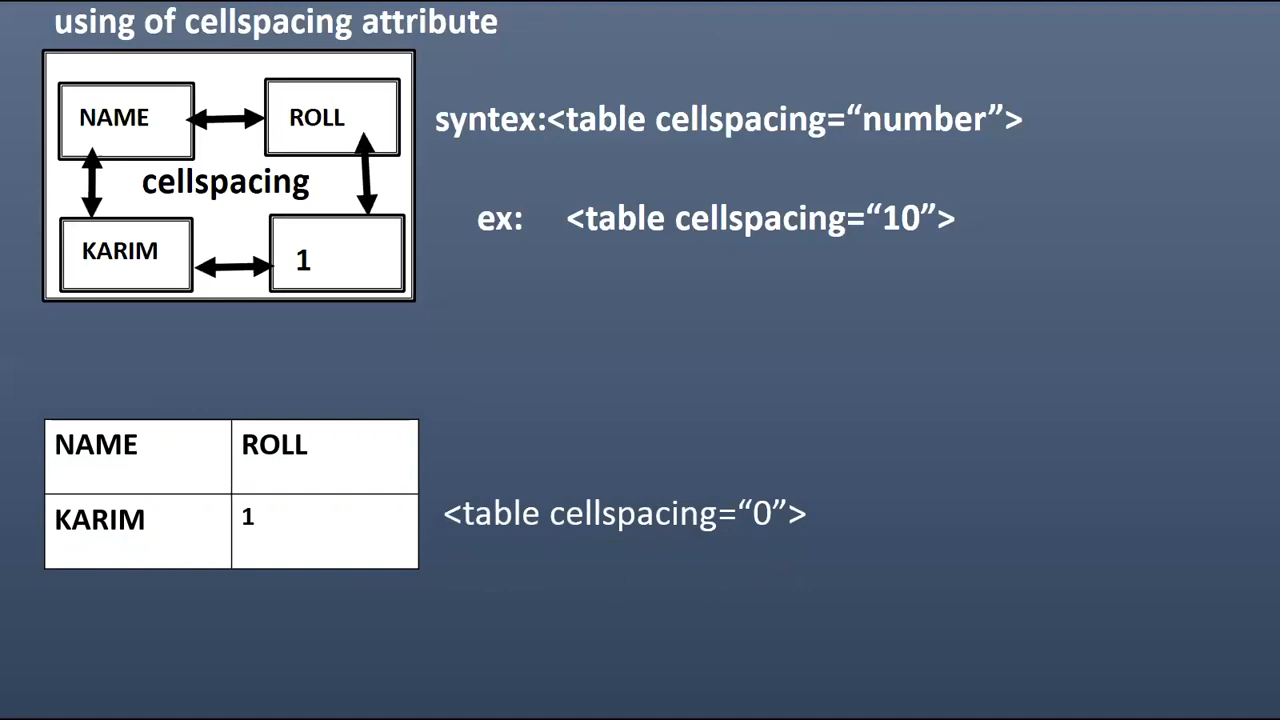 using of cellspacing attribute
NAME ROLL
syntex:<table cellspacing=“number”>
cellspacing
ex: <table cellspacing=“10”>
KARIM 1
NAME ROLL
KARIM 1
<table cellspacing=“0”>